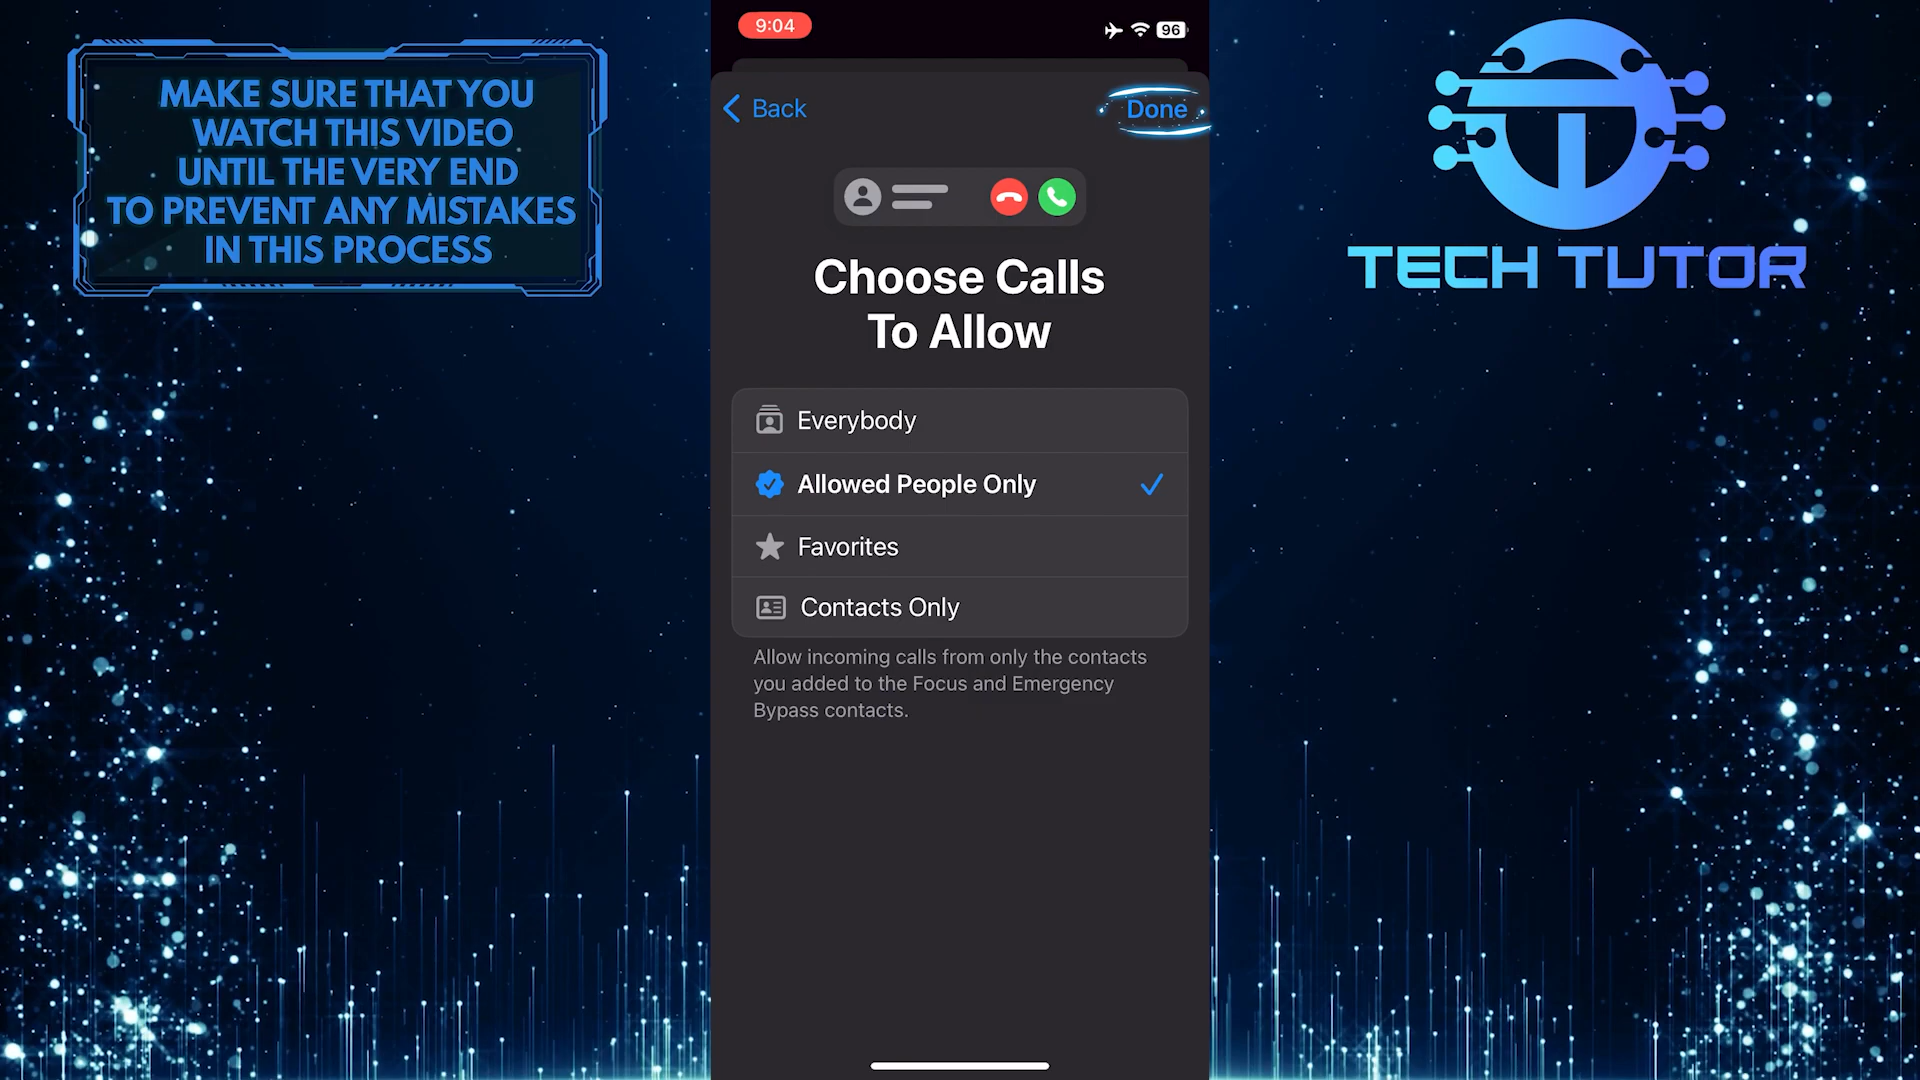 MAKE SURE THAT YOU
WATCH THIS VIDEO
UNTIL THE VERY END
TO PREVENT ANY MISTAKES
IN THIS PROCESS
9:04
96
Back
Done
Choose Calls
To Allow
Everybody
Allowed People Only
Favorites
Contacts Only
Allow incoming calls from only the contacts
you added to the Focus and Emergency
Bypass contacts.
TECH TUTOR